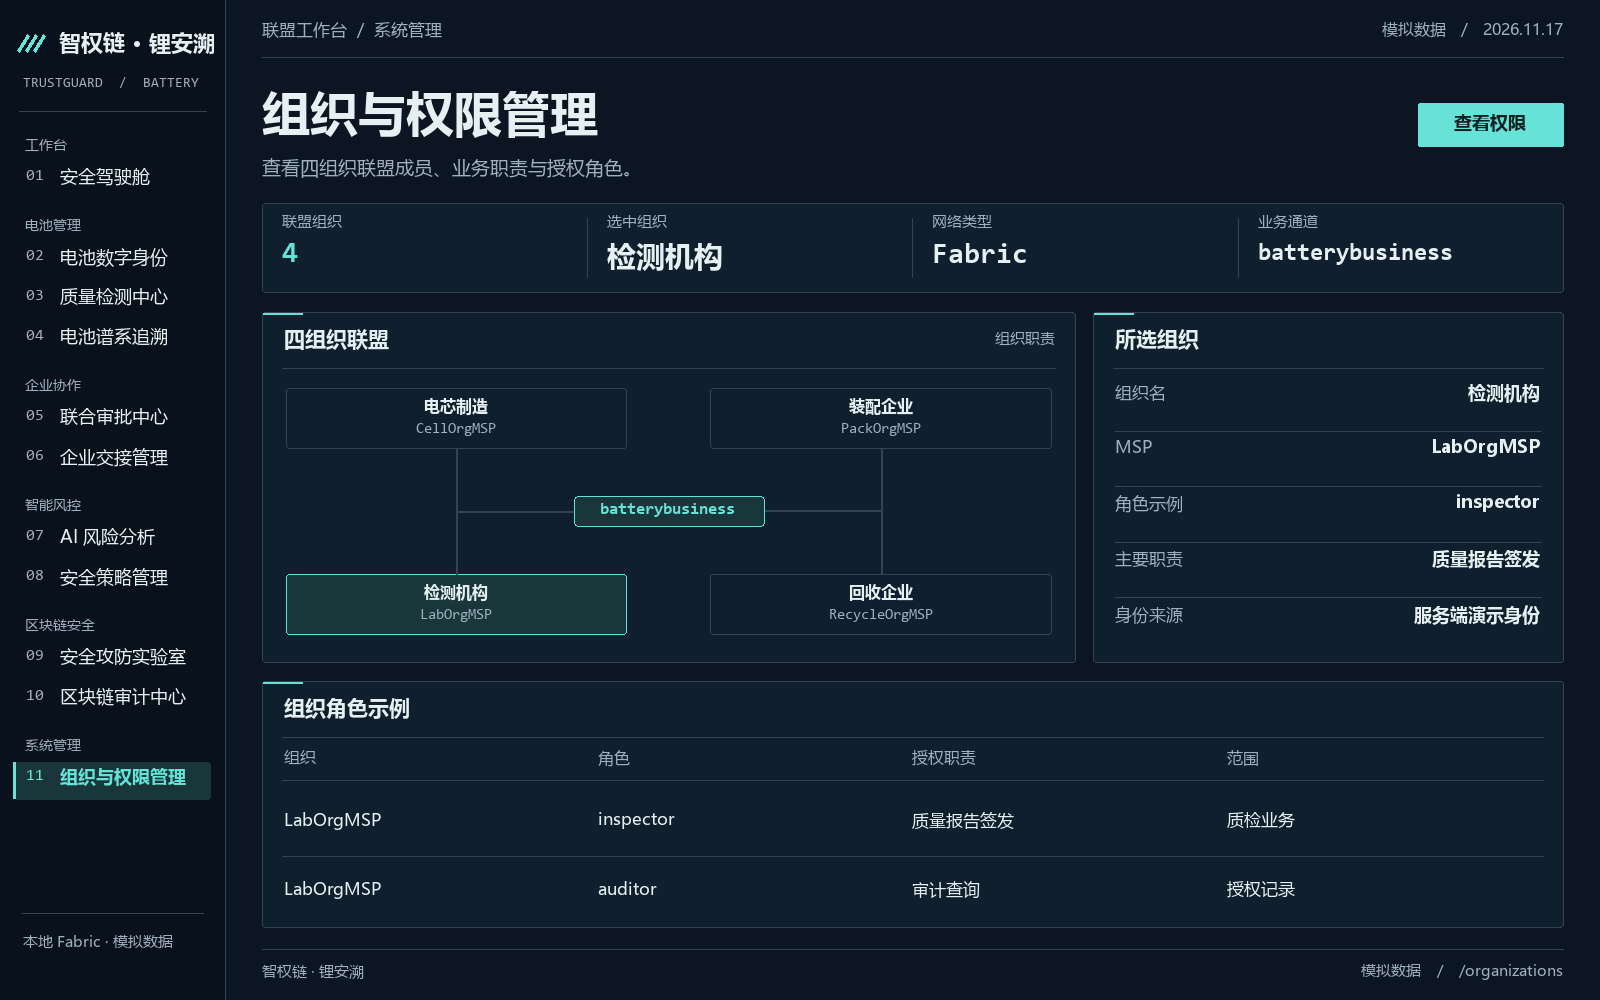 智权链·锂安溯
TRUSTGUARD / BATTERY
工作台
01 安全驾驶舱
电池管理
02 电池数字身份
03 质量检测中心
04 电池谱系追溯
企业协作
05 联合审批中心
06 企业交接管理
智能风控
07 AI 风险分析
08 安全策略管理
区块链安全
09 安全攻防实验室
10 区块链审计中心
系统管理
11 组织与权限管理
本地 Fabric · 模拟数据
联盟工作台 / 系统管理
模拟数据 / 2026.11.17
组织与权限管理
查看四组织联盟成员、业务职责与授权角色。
查看权限
联盟组织
4
选中组织
检测机构
网络类型
Fabric
业务通道
batterybusiness
四组织联盟
组织职责
电芯制造
CellOrgMSP
装配企业
PackOrgMSP
batterybusiness
检测机构
LabOrgMSP
回收企业
RecycleOrgMSP
所选组织
组织名 检测机构
MSP LabOrgMSP
角色示例 inspector
主要职责 质量报告签发
身份来源 服务端演示身份
组织角色示例
组织 角色 授权职责 范围
LabOrgMSP inspector 质量报告签发 质检业务
LabOrgMSP auditor 审计查询 授权记录
智权链·锂安溯
模拟数据 / /organizations